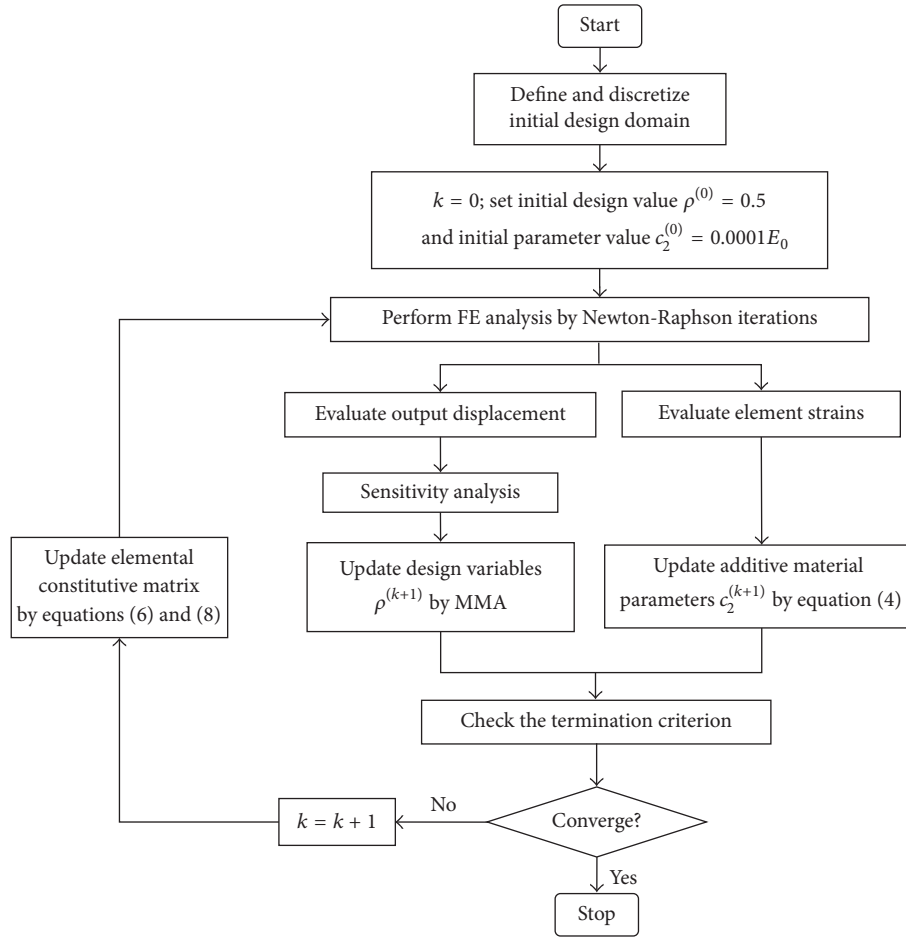 Start
Define and discretize
initial design domain
k = 0; set initial design value ρ^(0) = 0.5
and initial parameter value c_2^(0) = 0.0001E_0
Perform FE analysis by Newton-Raphson iterations
Evaluate output displacement
Evaluate element strains
Sensitivity analysis
Update design variables
ρ^(k+1) by MMA
Update additive material
parameters c_2^(k+1) by equation (4)
Update elemental
constitutive matrix
by equations (6) and (8)
Check the termination criterion
Converge?
No
k = k + 1
Yes
Stop